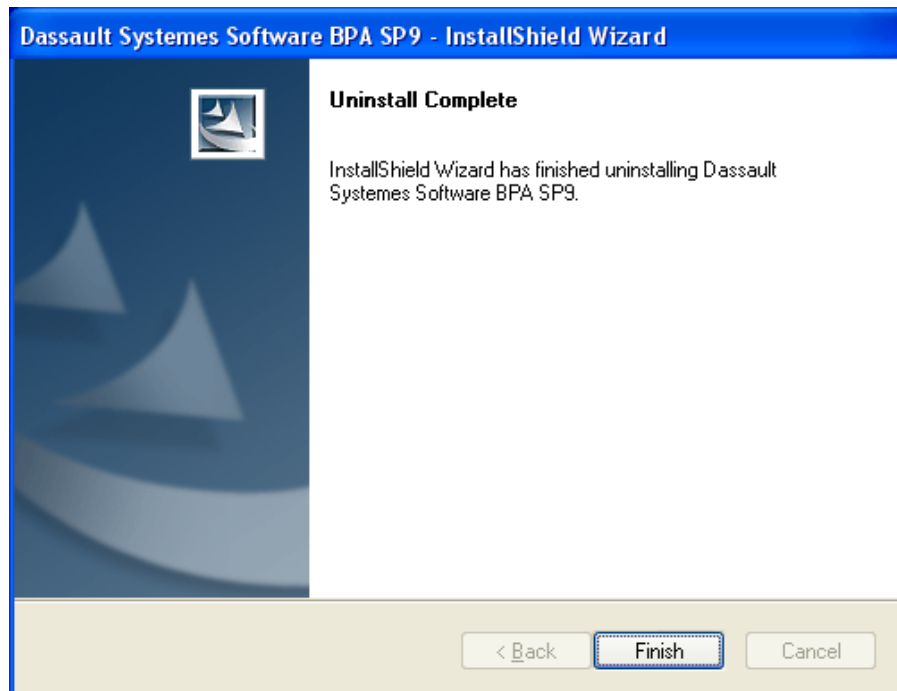 Dassault Systemes Software BPA SP9 - InstallShield Wizard
Uninstall Complete
InstallShield Wizard has finished uninstalling Dassault
Systemes Software BPA SP9.
< Back
Finish
Cancel